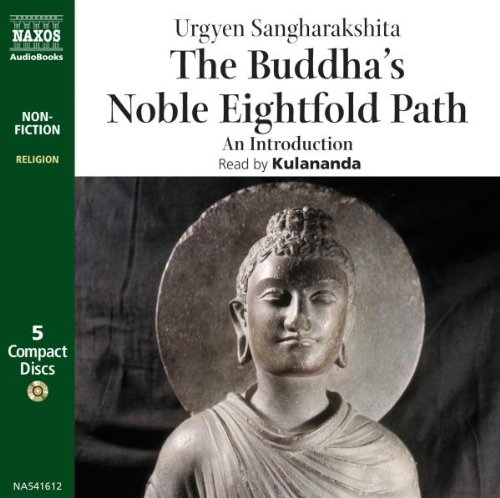 NAXOS
AudioBooks
NON-
FICTION
RELIGION
5
Compact
Discs
NA541612
Urgyen Sangharakshita
The Buddha's
Noble Eightfold Path
An Introduction
Read by Kulananda